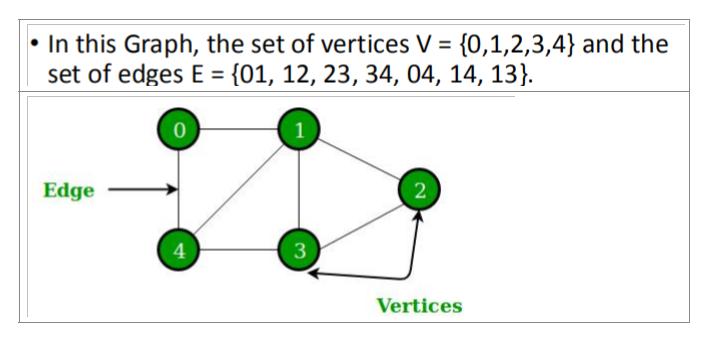 • In this Graph, the set of vertices V = {0,1,2,3,4} and the
set of edges E = {01, 12, 23, 34, 04, 14, 13}.
0
1
Edge
2
4
3
Vertices